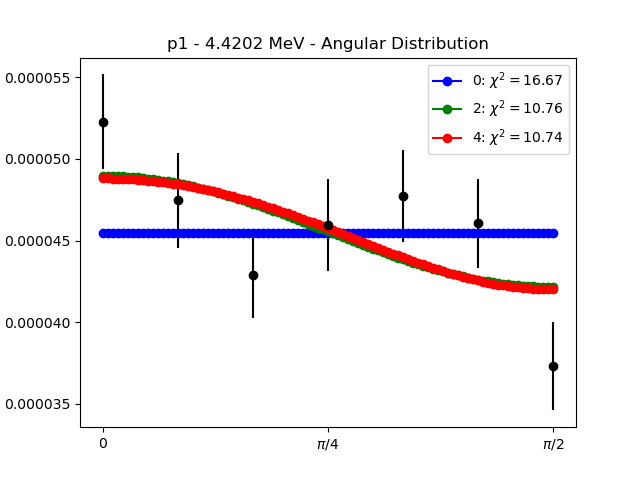 p1 - 4.4202 MeV - Angular Distribution
0.000055
0.000050
0.000045
0.000040
0.000035
0
π/4
π/2
0: χ² = 16.67
2: χ² = 10.76
4: χ² = 10.74